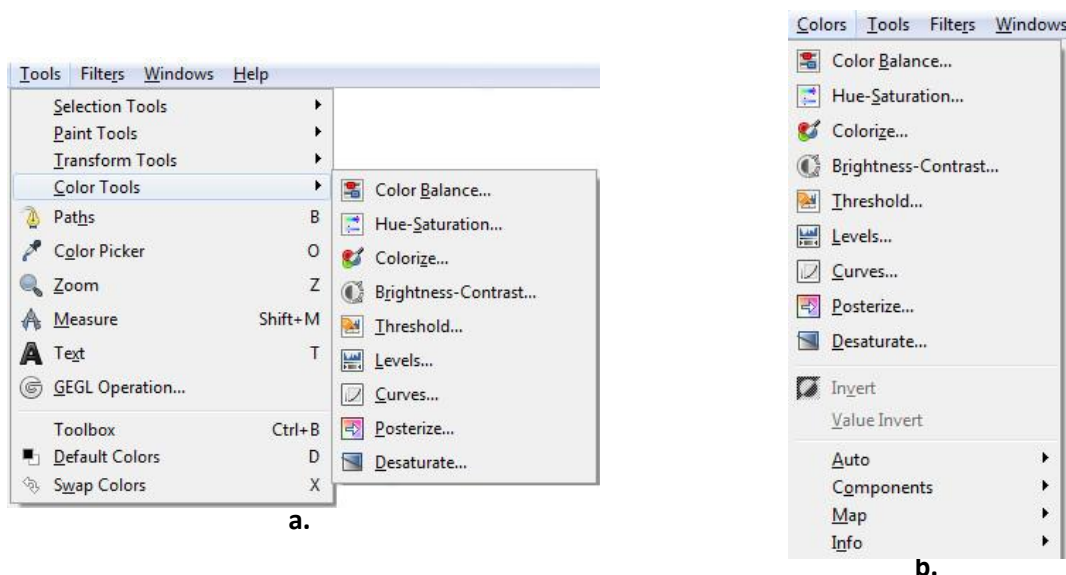 Tools Filters Windows Help
Selection Tools
Paint Tools
Transform Tools
Color Tools
Paths B
Color Picker O
Zoom Z
Measure Shift+M
Text T
GEGL Operation...
Toolbox Ctrl+B
Default Colors D
Swap Colors X
Color Balance...
Hue-Saturation...
Colorize...
Brightness-Contrast...
Threshold...
Levels...
Curves...
Posterize...
Desaturate...
a.
Colors Tools Filters Windows
Color Balance...
Hue-Saturation...
Colorize...
Brightness-Contrast...
Threshold...
Levels...
Curves...
Posterize...
Desaturate...
Invert
Value Invert
Auto
Components
Map
Info
b.